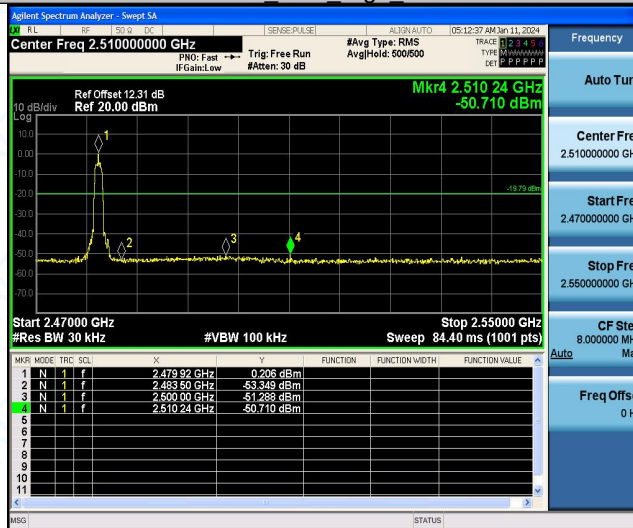 Agilent Spectrum Analyzer - Swept SA
RL RF 50 Ω DC SENSE:PULSE ALIGN AUTO 05:12:37 AM Jan 11, 2024
Center Freq 2.510000000 GHz
PNO: Fast
IFGain:Low
Trig: Free Run
#Atten: 30 dB
#Avg Type: RMS
Avg|Hold: 500/500
TRACE 1 2 3 4 5 6
TYPE M
DET P P P P P P
Mkr4 2.510 24 GHz
-50.710 dBm
Ref Offset 12.31 dB
10 dB/div Ref 20.00 dBm
Log
10.0
0.00
-10.0
-20.0
-30.0
-40.0
-50.0
-60.0
-70.0
1
2
3
4
-19.79 dBm
Start 2.47000 GHz Stop 2.55000 GHz
#Res BW 30 kHz #VBW 100 kHz Sweep 84.40 ms (1001 pts)
MKR MODE TRC SCL X Y FUNCTION FUNCTION WIDTH FUNCTION VALUE
1 N 1 f 2.479 92 GHz 0.206 dBm
2 N 1 f 2.483 50 GHz -53.349 dBm
3 N 1 f 2.500 00 GHz -51.288 dBm
4 N 1 f 2.510 24 GHz -50.710 dBm
5
6
7
8
9
10
11
MSG STATUS
Frequency
Auto Tun
Center Fre
2.510000000 GH
Start Fre
2.470000000 GH
Stop Fre
2.550000000 GH
CF Ste
8.000000 MH
Auto Ma
Freq Offs
0 H